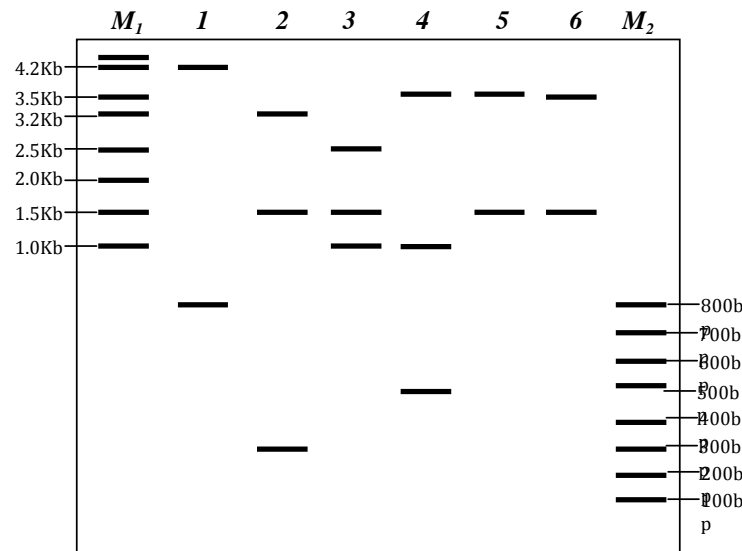 M1 1 2 3 4 5 6 M2
4.2Kb
3.5Kb
3.2Kb
2.5Kb
2.0Kb
1.5Kb
1.0Kb
800b
p
700b
p
600b
p
500b
p
400b
p
300b
p
200b
p
100b
p